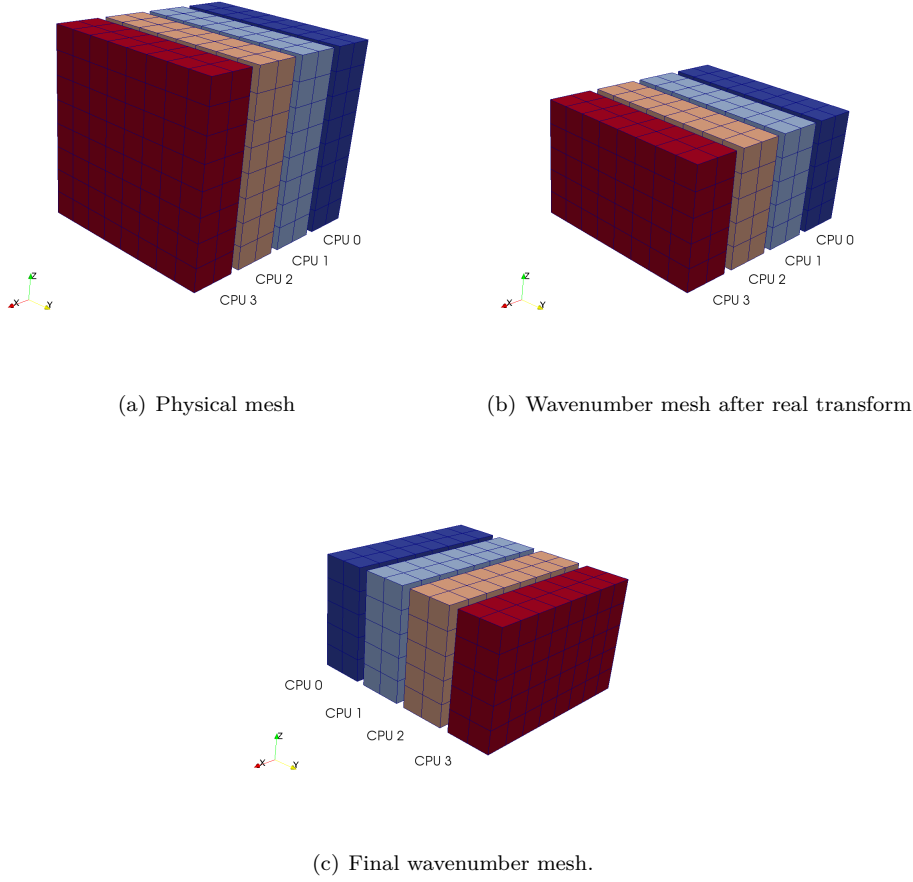 CPU 0
CPU 1
CPU 2
CPU 3
Z
X
Y
(a) Physical mesh
CPU 0
CPU 1
CPU 2
CPU 3
Z
X
Y
(b) Wavenumber mesh after real transform
CPU 0
CPU 1
CPU 2
CPU 3
Z
X
Y
(c) Final wavenumber mesh.